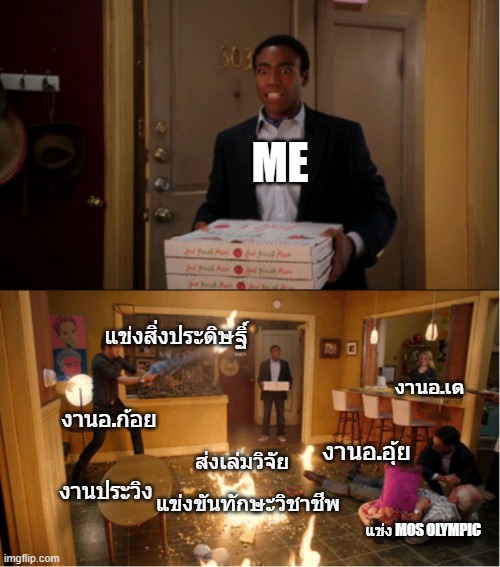 303
ME
แข่งสิ่งประดิษฐิ์
งานอ.เด
งานอ.ก้อย
งานอ.อุ้ย
ส่งเล่มวิจัย
งานประวิง
แข่งขันทักษะวิชาชีพ
แข่ง MOS OLYMPIC
imgflip.com